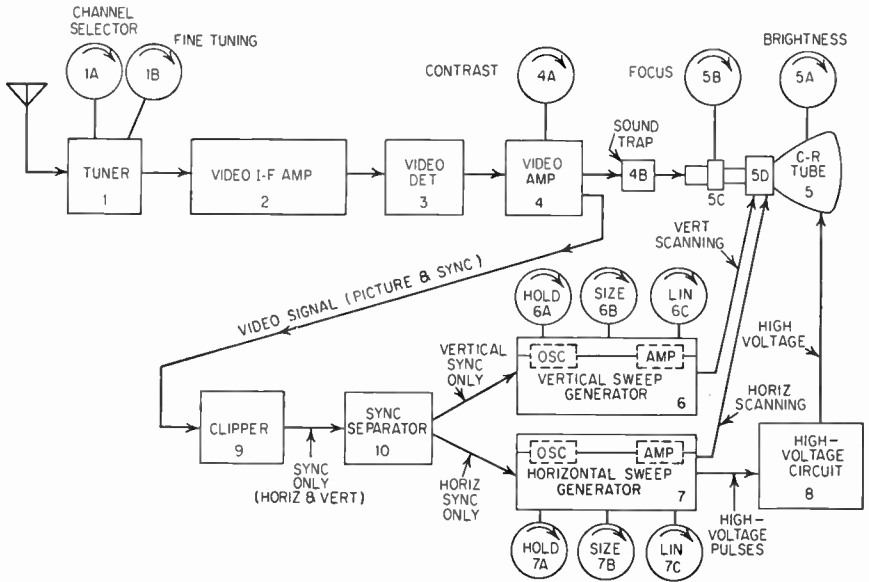 CHANNEL
SELECTOR
1A
FINE TUNING
1B
CONTRAST
4A
FOCUS
5B
BRIGHTNESS
5A
TUNER
1
VIDEO I-F AMP
2
VIDEO
DET
3
VIDEO
AMP
4
SOUND
TRAP
4B
5C
5D
C-R
TUBE
5
VIDEO SIGNAL (PICTURE & SYNC)
VERT
SCANNING
HOLD
6A
SIZE
6B
LIN
6C
VERTICAL
SYNC
ONLY
OSC
AMP
VERTICAL SWEEP
GENERATOR
6
HIGH
VOLTAGE
HORIZ
SCANNING
CLIPPER
9
SYNC
ONLY
(HORIZ & VERT)
SYNC
SEPARATOR
10
HORIZ
SYNC
ONLY
OSC
AMP
HORIZONTAL SWEEP
GENERATOR
7
HIGH-
VOLTAGE
CIRCUIT
8
HIGH-
VOLTAGE
PULSES
HOLD
7A
SIZE
7B
LIN
7C